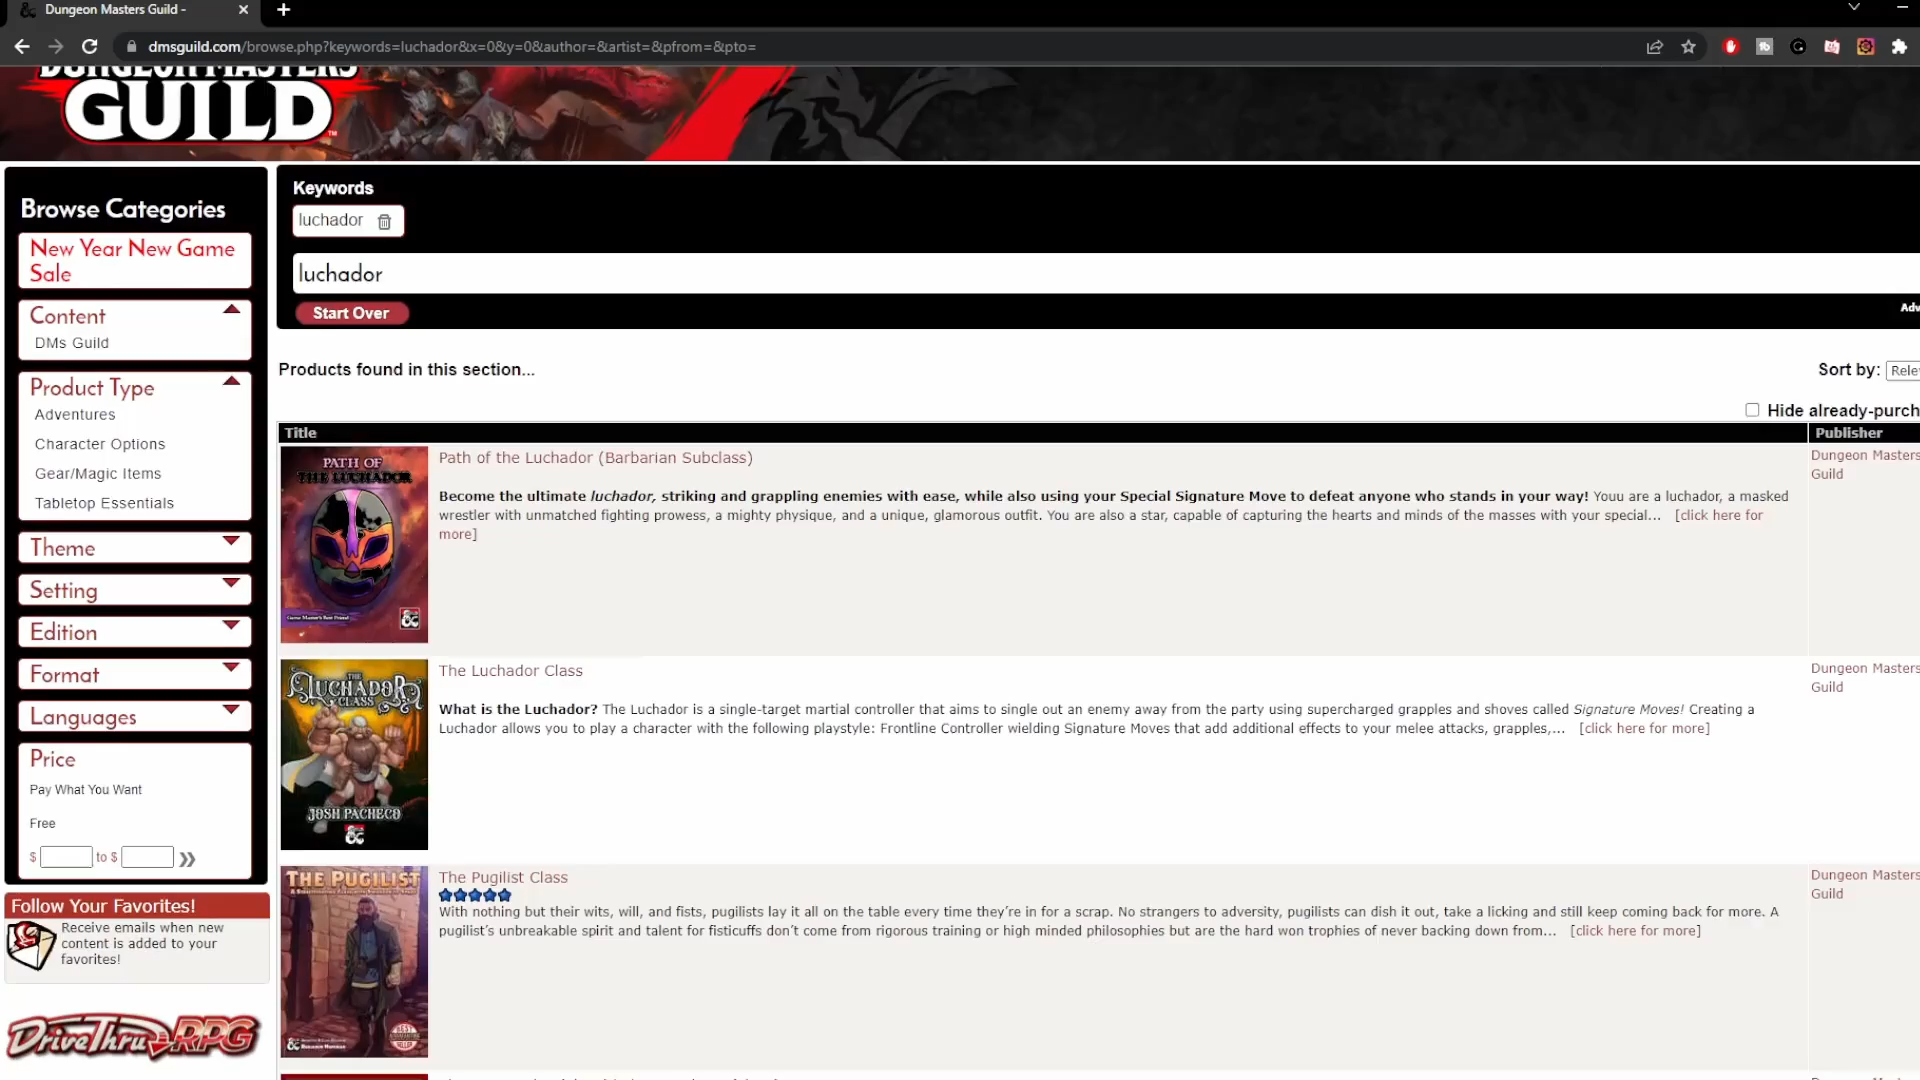 Dungeon Masters Guild -
dmsguild.com/browse.php?keywords=luchador&x=0&y=0&author=&artist=&pfrom=&pto=
DUNGEON MASTERS
GUILD
Browse Categories
New Year New Game
Sale
Content
DMs Guild
Product Type
Adventures
Character Options
Gear/Magic Items
Tabletop Essentials
Theme
Setting
Edition
Format
Languages
Price
Pay What You Want
Free
$ to $
Follow Your Favorites!
Receive emails when new
content is added to your
favorites!
DriveThruRPG
Keywords
luchador
luchador
Start Over
Adv
Products found in this section...
Sort by: Rele
Hide already-purch
Title
Publisher
PATH OF
THE LUCHADOR
Game Master's Best Friend
Path of the Luchador (Barbarian Subclass)
Become the ultimate luchador, striking and grappling enemies with ease, while also using your Special Signature Move to defeat anyone who stands in your way! Youu are a luchador, a masked
wrestler with unmatched fighting prowess, a mighty physique, and a unique, glamorous outfit. You are also a star, capable of capturing the hearts and minds of the masses with your special... [click here for
more]
Dungeon Masters
Guild
THE
LUCHADOR
CLASS
JOSH PACHECO
The Luchador Class
What is the Luchador? The Luchador is a single-target martial controller that aims to single out an enemy away from the party using supercharged grapples and shoves called Signature Moves! Creating a
Luchador allows you to play a character with the following playstyle: Frontline Controller wielding Signature Moves that add additional effects to your melee attacks, grapples,... [click here for more]
Dungeon Masters
Guild
THE PUGILIST
The Pugilist Class
With nothing but their wits, will, and fists, pugilists lay it all on the table every time they're in for a scrap. No strangers to adversity, pugilists can dish it out, take a licking and still keep coming back for more. A
pugilist's unbreakable spirit and talent for fisticuffs don't come from rigorous training or high minded philosophies but are the hard won trophies of never backing down from... [click here for more]
Dungeon Masters
Guild